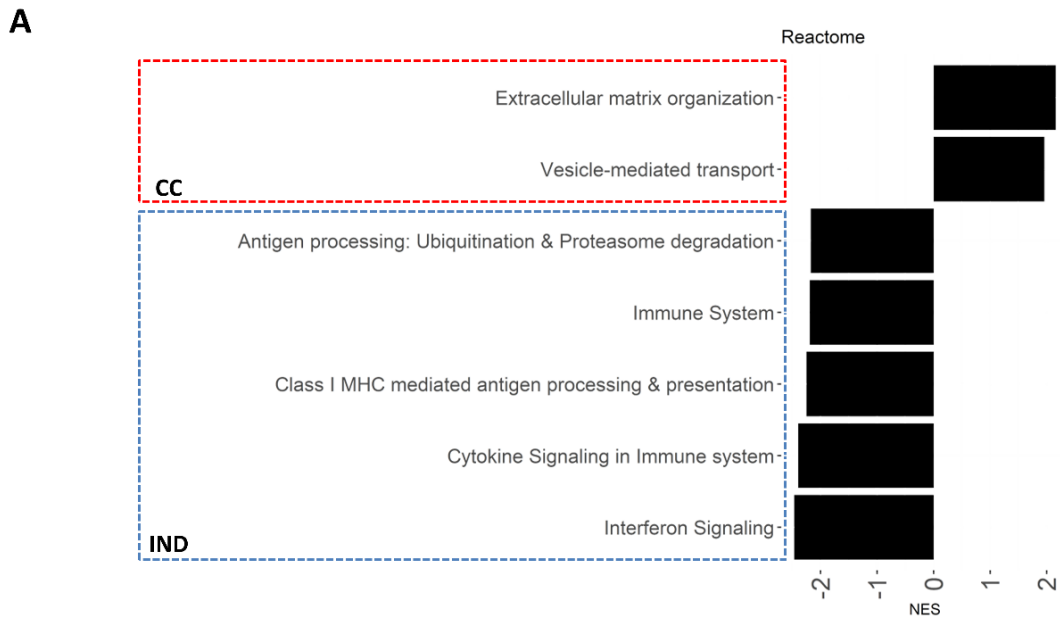 A
Reactome
Extracellular matrix organization
Vesicle-mediated transport
CC
Antigen processing: Ubiquitination & Proteasome degradation
Immune System
Class I MHC mediated antigen processing & presentation
Cytokine Signaling in Immune system
Interferon Signaling
IND
-2 -1 0 1 2
NES